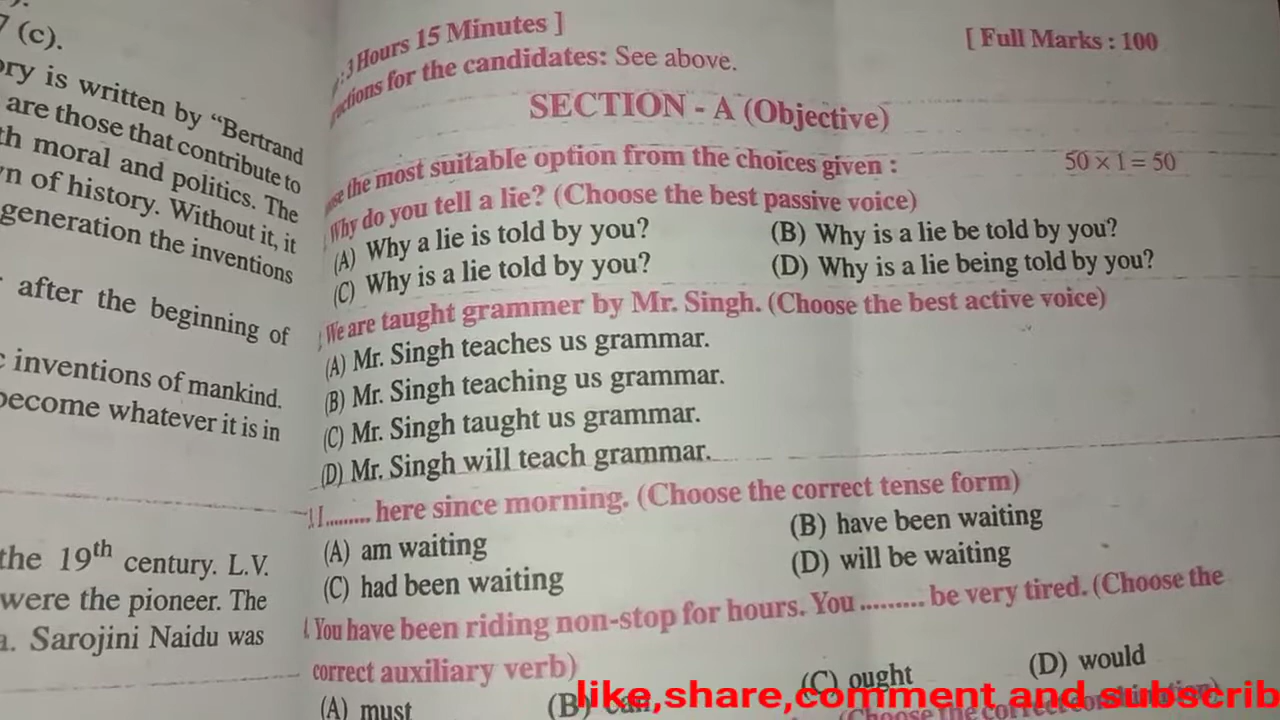 7 (c).
ory is written by “Bertrand
are those that contribute to
th moral and politics. The
n of history. Without it, it
generation the inventions
after the beginning of
inventions of mankind.
become whatever it is in
the 19th century. L.V.
were the pioneer. The
a. Sarojini Naidu was
: 3 Hours 15 Minutes ]
[ Full Marks : 100
ctions for the candidates: See above.
SECTION - A (Objective)
the most suitable option from the choices given :
50 × 1 = 50
Why do you tell a lie? (Choose the best passive voice)
(A) Why a lie is told by you?
(B) Why is a lie be told by you?
(C) Why is a lie told by you?
(D) Why is a lie being told by you?
We are taught grammer by Mr. Singh. (Choose the best active voice)
(A) Mr. Singh teaches us grammar.
(B) Mr. Singh teaching us grammar.
(C) Mr. Singh taught us grammar.
(D) Mr. Singh will teach grammar.
I......... here since morning. (Choose the correct tense form)
(A) am waiting
(B) have been waiting
(C) had been waiting
(D) will be waiting
You have been riding non-stop for hours. You ......... be very tired. (Choose the
correct auxiliary verb)
(A) must
(B) can
(C) ought
(D) would
(Choose the correct combination)
like,share,comment and subscrib